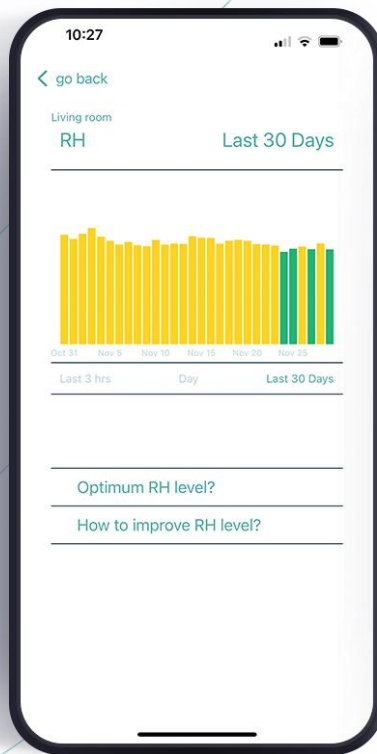 10:27
go back
Living room
RH Last 30 Days
Oct 31 Nov 5 Nov 10 Nov 15 Nov 20 Nov 25
Last 3 hrs Day Last 30 Days
Optimum RH level?
How to improve RH level?